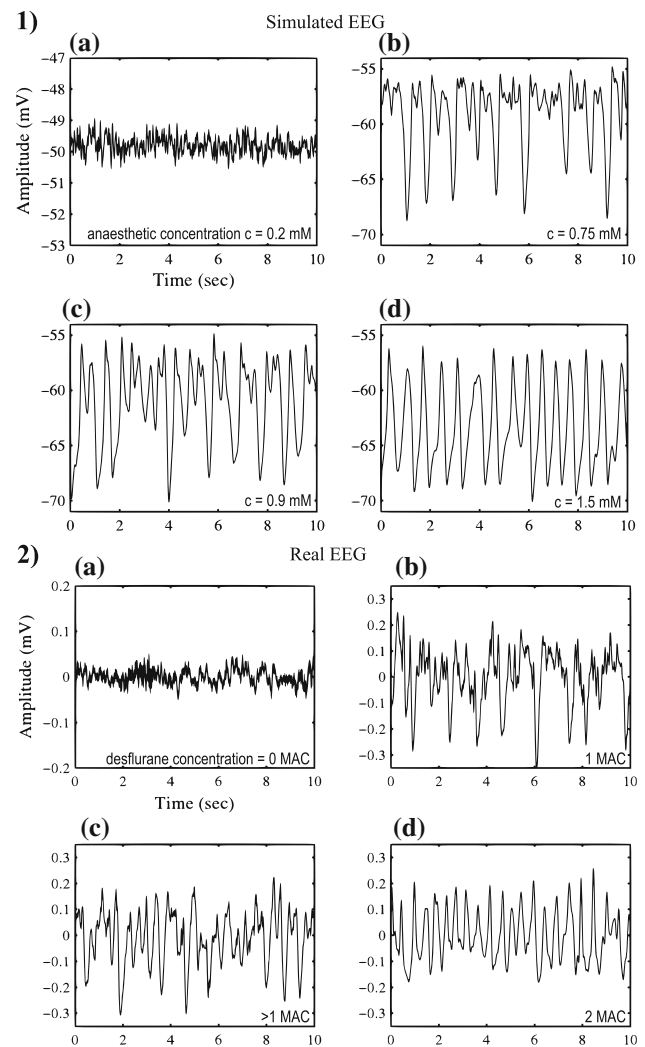 1)
Simulated EEG
(a)
(b)
−47
−48
−49
−50
−51
−52
−53
Amplitude (mV)
anaesthetic concentration c = 0.2 mM
0 2 4 6 8 10
Time (sec)
−55
−60
−65
−70
c = 0.75 mM
0 2 4 6 8 10
(c)
(d)
−55
−60
−65
−70
c = 0.9 mM
0 2 4 6 8 10
−55
−60
−65
−70
c = 1.5 mM
0 2 4 6 8 10
2)
Real EEG
(a)
(b)
0.2
0.1
0
−0.1
−0.2
Amplitude (mV)
desflurane concentration = 0 MAC
0 2 4 6 8 10
Time (sec)
0.3
0.2
0.1
0
−0.1
−0.2
−0.3
1 MAC
0 2 4 6 8 10
(c)
(d)
0.3
0.2
0.1
0
−0.1
−0.2
−0.3
>1 MAC
0 2 4 6 8 10
0.3
0.2
0.1
0
−0.1
−0.2
−0.3
2 MAC
0 2 4 6 8 10